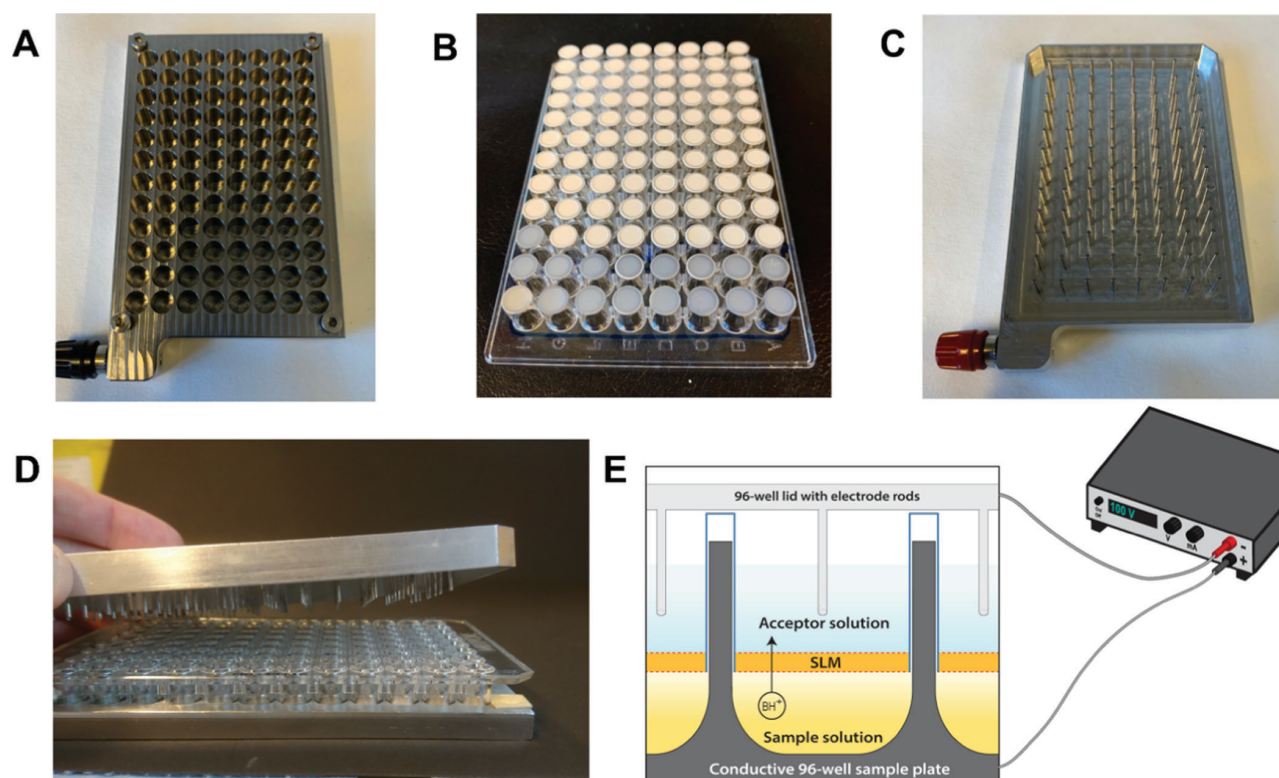 A
B
C
H G F E D C B A
D
E
96-well lid with electrode rods
Acceptor solution
SLM
BH⁺
Sample solution
Conductive 96-well sample plate
100 V
V
mA
-
+